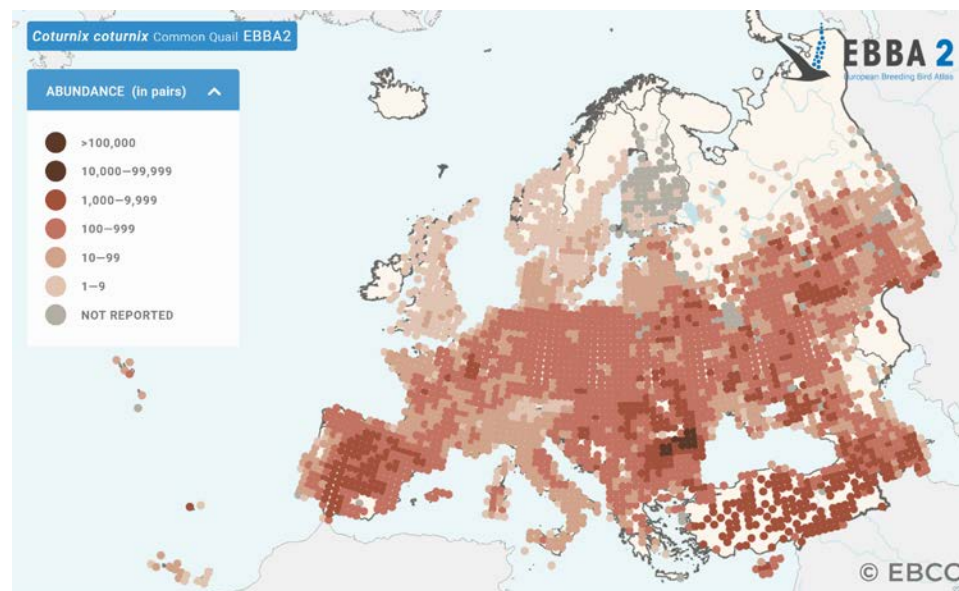 Coturnix coturnix Common Quail EBBA2
EBBA 2
European Breeding Bird Atlas
ABUNDANCE (in pairs)
>100,000
10,000–99,999
1,000–9,999
100–999
10–99
1–9
NOT REPORTED
© EBCC